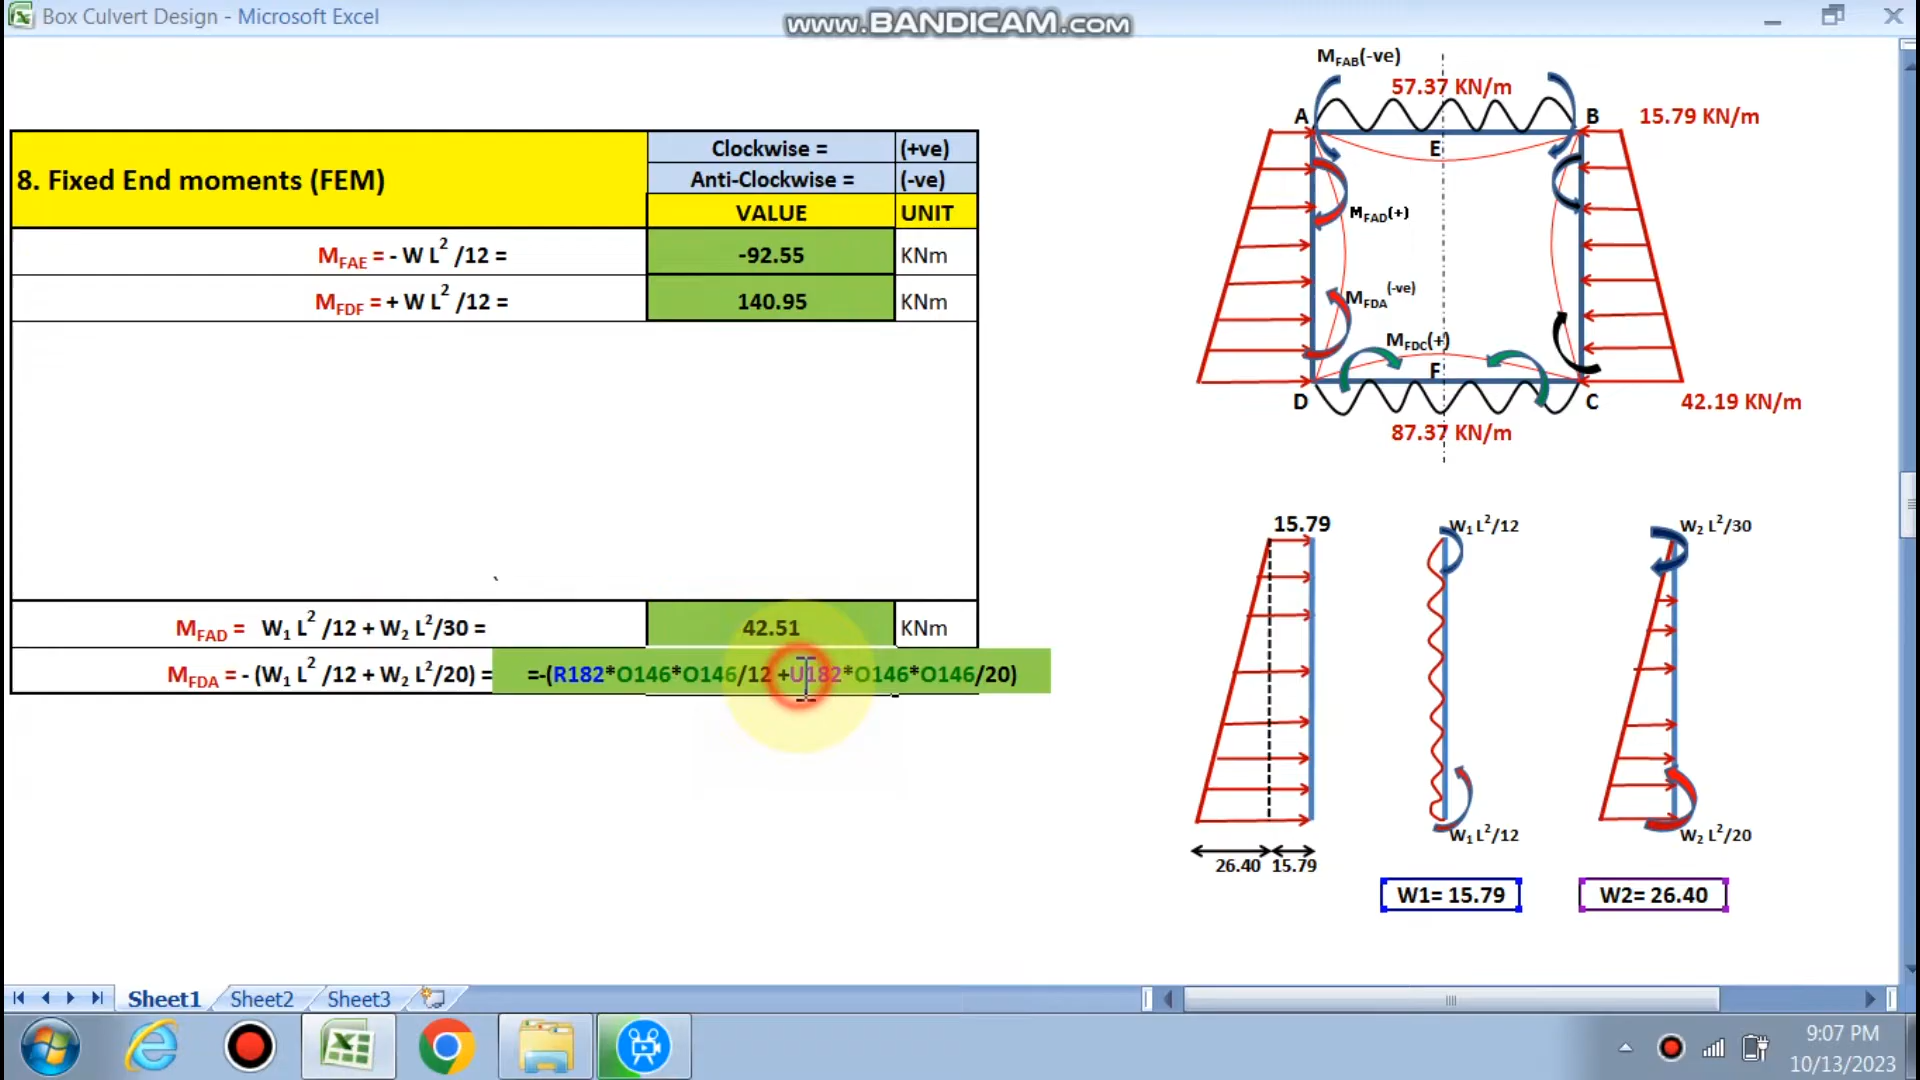 Box Culvert Design - Microsoft Excel
www.BANDICAM.com
8. Fixed End moments (FEM)
Clockwise =
(+ve)
Anti-Clockwise =
(-ve)
VALUE
UNIT
MFAE = - W L2 /12 =
-92.55
KNm
MFDF = + W L2 /12 =
140.95
KNm
`
MFAD = W1 L2 /12 + W2 L2/30 =
42.51
KNm
MFDA = - (W1 L2 /12 + W2 L2/20) =
=-(R182*O146*O146/12 +U182*O146*O146/20)
MFAB(-ve)
57.37 KN/m
A
B
15.79 KN/m
E
MFAD(+)
MFDA(-ve)
MFDC(+)
F
D
C
42.19 KN/m
87.37 KN/m
15.79
W1 L2/12
W2 L2/30
W1 L2/12
W2 L2/20
26.40
15.79
W1= 15.79
W2= 26.40
Sheet1
Sheet2
Sheet3
9:07 PM
10/13/2023